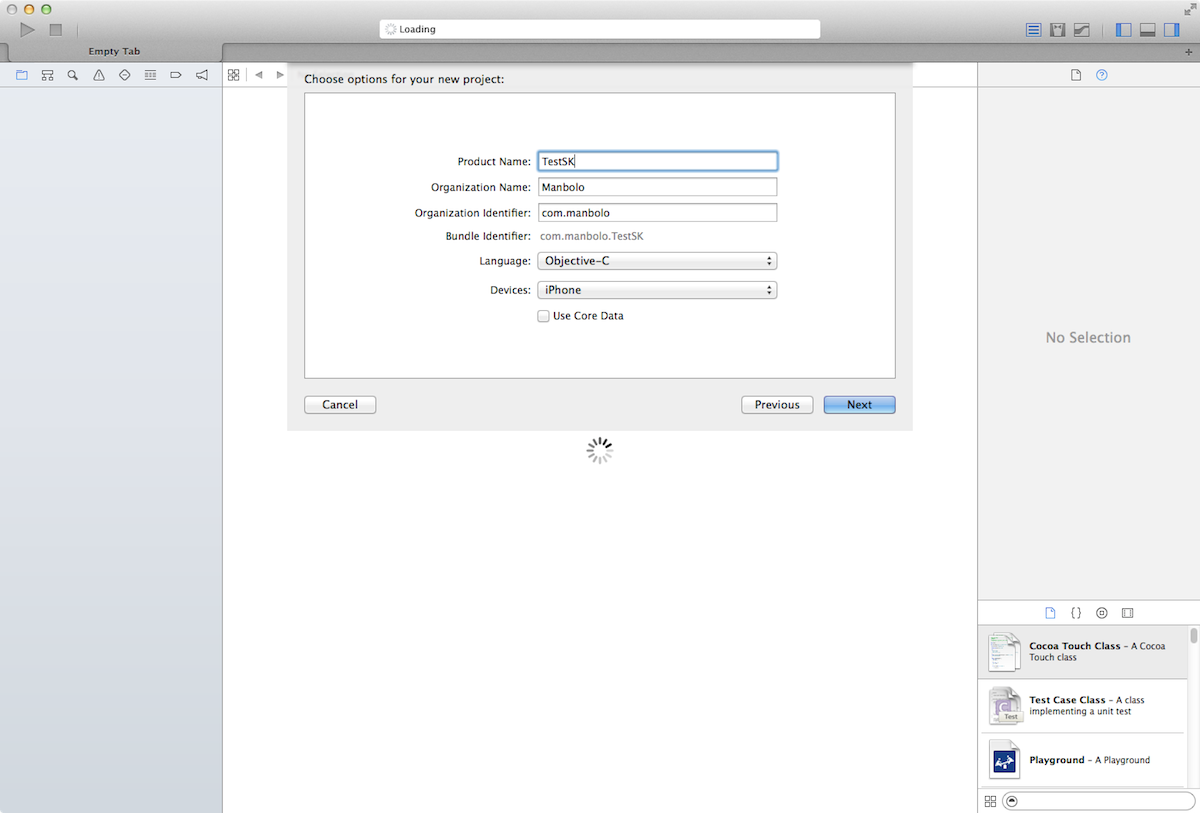 Loading
Empty Tab
Choose options for your new project:
Product Name: TestSK
Organization Name: Manbolo
Organization Identifier: com.manbolo
Bundle Identifier: com.manbolo.TestSK
Language: Objective-C
Devices: iPhone
Use Core Data
Cancel Previous Next
No Selection
{}
Cocoa Touch Class – A Cocoa
Touch class
Test Case Class – A class
implementing a unit test
C
Test
Playground – A Playground